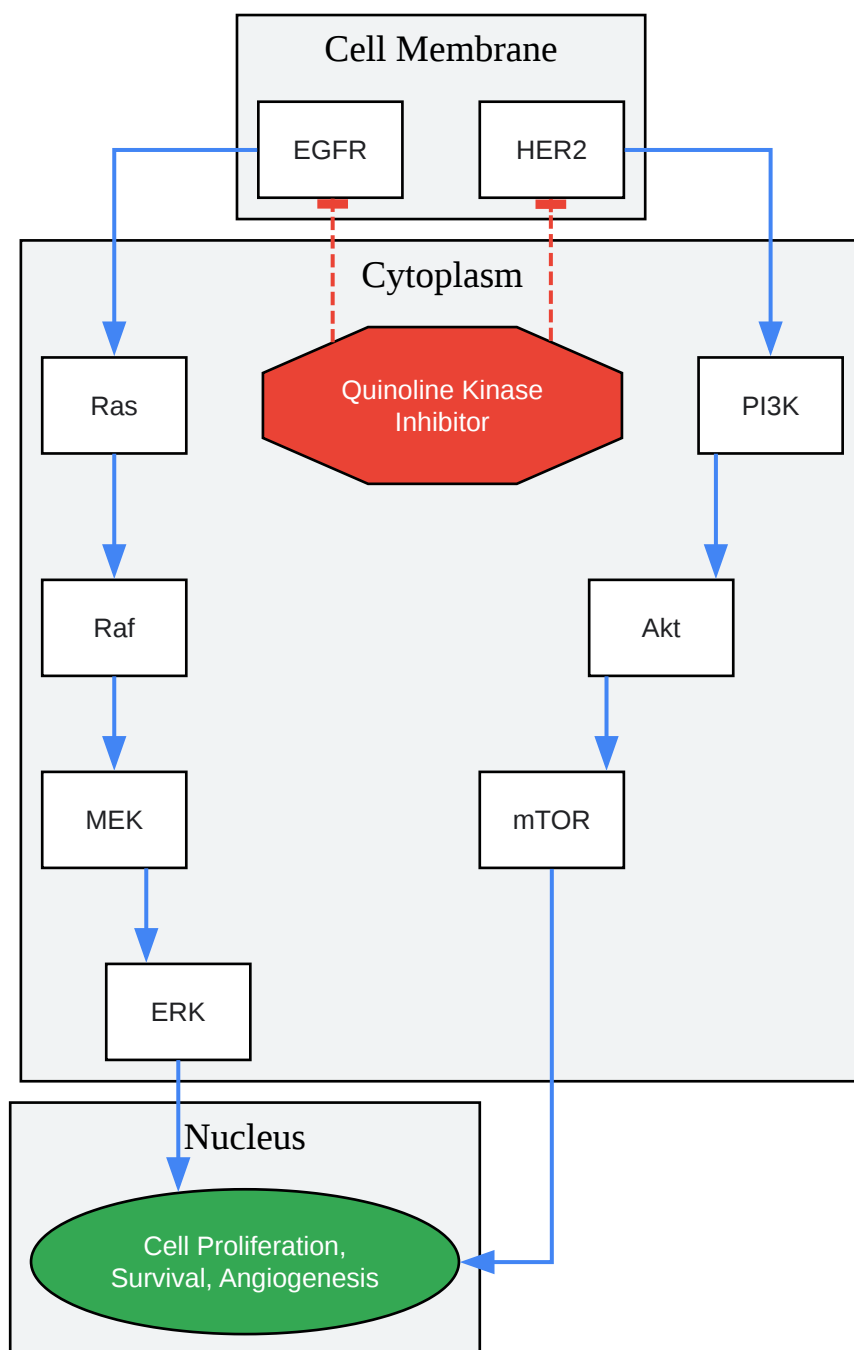 Cell Membrane
EGFR
HER2
Cytoplasm
Quinoline Kinase
Inhibitor
Ras
PI3K
Raf
Akt
MEK
mTOR
ERK
Nucleus
Cell Proliferation,
Survival, Angiogenesis